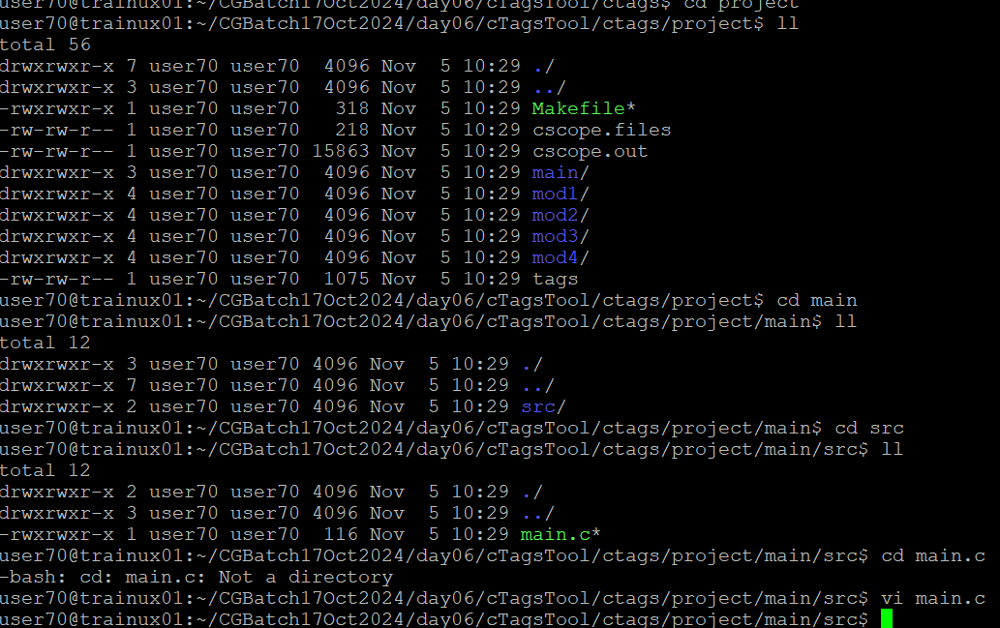 user70@trainux01:~/CGBatch17Oct2024/day06/cTagsTool/ctags$ cd project
user70@trainux01:~/CGBatch17Oct2024/day06/cTagsTool/ctags/project$ ll
total 56
drwxrwxr-x 7 user70 user70  4096 Nov  5 10:29 ./
drwxrwxr-x 3 user70 user70  4096 Nov  5 10:29 ../
-rwxrwxr-x 1 user70 user70   318 Nov  5 10:29 Makefile*
-rw-rw-r-- 1 user70 user70   218 Nov  5 10:29 cscope.files
-rw-rw-r-- 1 user70 user70 15863 Nov  5 10:29 cscope.out
drwxrwxr-x 3 user70 user70  4096 Nov  5 10:29 main/
drwxrwxr-x 4 user70 user70  4096 Nov  5 10:29 mod1/
drwxrwxr-x 4 user70 user70  4096 Nov  5 10:29 mod2/
drwxrwxr-x 4 user70 user70  4096 Nov  5 10:29 mod3/
drwxrwxr-x 4 user70 user70  4096 Nov  5 10:29 mod4/
-rw-rw-r-- 1 user70 user70  1075 Nov  5 10:29 tags
user70@trainux01:~/CGBatch17Oct2024/day06/cTagsTool/ctags/project$ cd main
user70@trainux01:~/CGBatch17Oct2024/day06/cTagsTool/ctags/project/main$ ll
total 12
drwxrwxr-x 3 user70 user70 4096 Nov  5 10:29 ./
drwxrwxr-x 7 user70 user70 4096 Nov  5 10:29 ../
drwxrwxr-x 2 user70 user70 4096 Nov  5 10:29 src/
user70@trainux01:~/CGBatch17Oct2024/day06/cTagsTool/ctags/project/main$ cd src
user70@trainux01:~/CGBatch17Oct2024/day06/cTagsTool/ctags/project/main/src$ ll
total 12
drwxrwxr-x 2 user70 user70 4096 Nov  5 10:29 ./
drwxrwxr-x 3 user70 user70 4096 Nov  5 10:29 ../
-rwxrwxr-x 1 user70 user70  116 Nov  5 10:29 main.c*
user70@trainux01:~/CGBatch17Oct2024/day06/cTagsTool/ctags/project/main/src$ cd main.c
-bash: cd: main.c: Not a directory
user70@trainux01:~/CGBatch17Oct2024/day06/cTagsTool/ctags/project/main/src$ vi main.c
user70@trainux01:~/CGBatch17Oct2024/day06/cTagsTool/ctags/project/main/src$